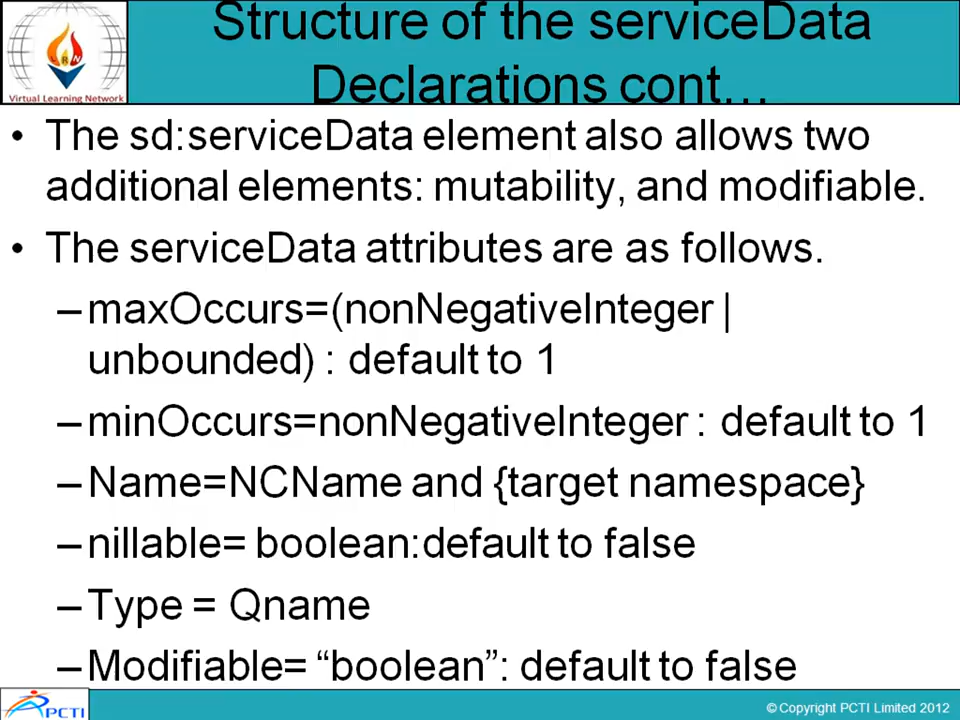 Structure of the serviceData
Declarations cont...
Virtual Learning Network
• The sd:serviceData element also allows two
additional elements: mutability, and modifiable.
• The serviceData attributes are as follows.
–maxOccurs=(nonNegativeInteger |
unbounded) : default to 1
–minOccurs=nonNegativeInteger : default to 1
–Name=NCName and {target namespace}
–nillable= boolean:default to false
–Type = Qname
–Modifiable= “boolean”: default to false
PCTI
© Copyright PCTI Limited 2012